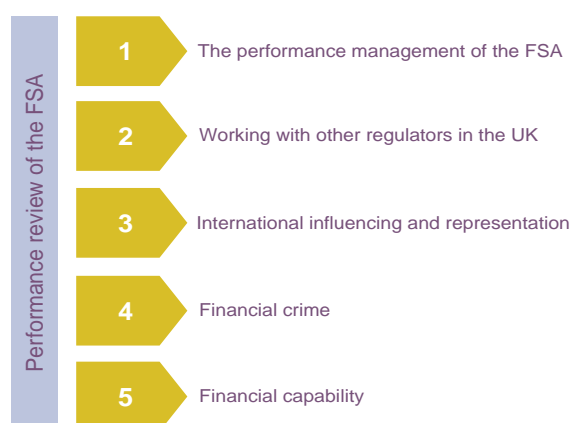 Performance review of the FSA
1
The performance management of the FSA
2
Working with other regulators in the UK
3
International influencing and representation
4
Financial crime
5
Financial capability